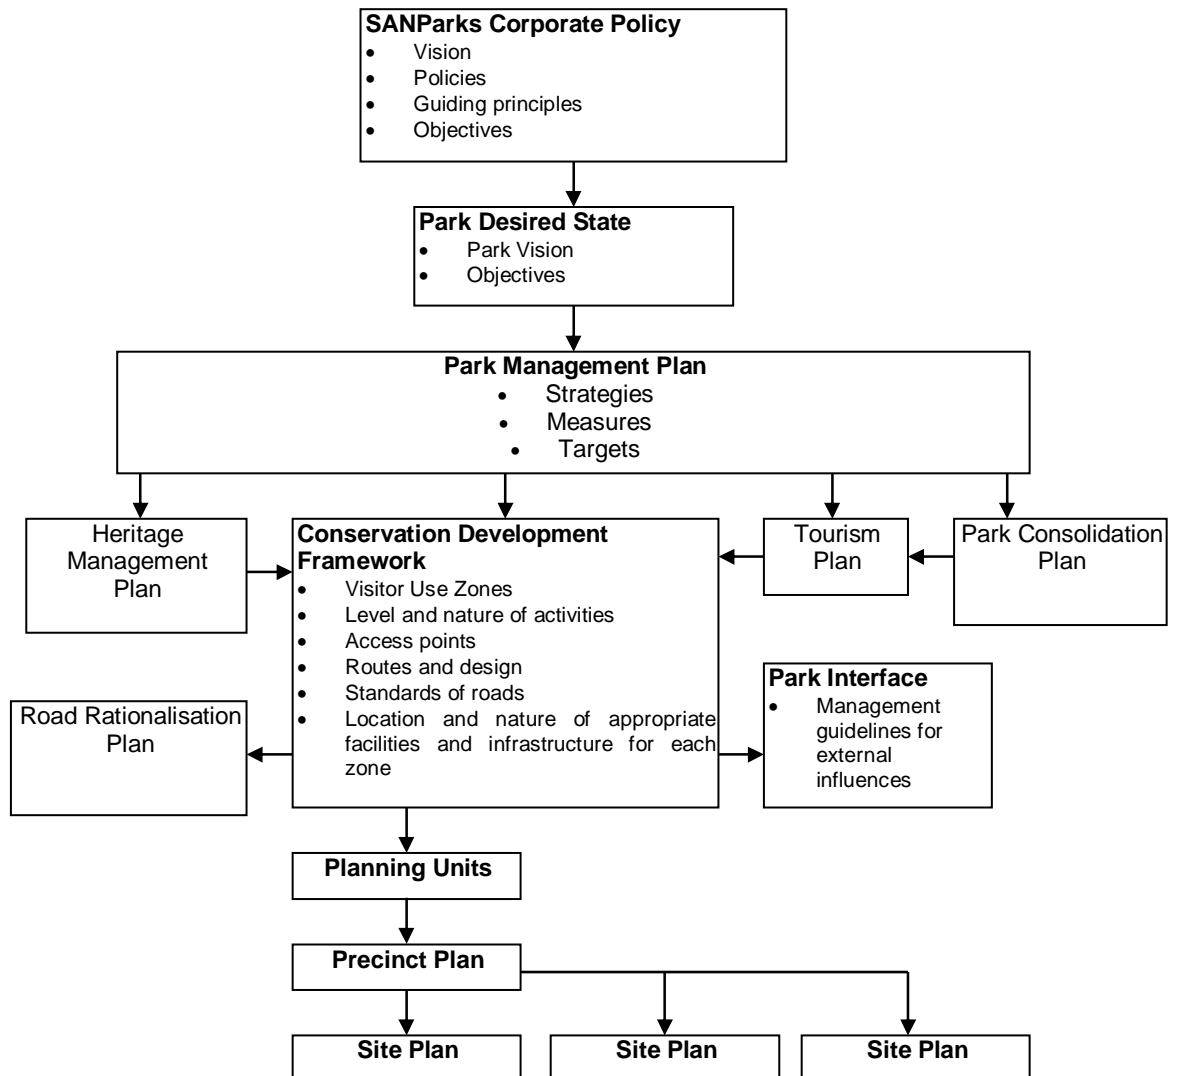 SANParks Corporate Policy
• Vision
• Policies
• Guiding principles
• Objectives
Park Desired State
• Park Vision
• Objectives
Park Management Plan
• Strategies
• Measures
• Targets
Heritage
Management
Plan
Conservation Development
Framework
• Visitor Use Zones
• Level and nature of activities
• Access points
• Routes and design
• Standards of roads
• Location and nature of appropriate
facilities and infrastructure for each
zone
Tourism
Plan
Park Consolidation
Plan
Road Rationalisation
Plan
Park Interface
• Management
guidelines for
external
influences
Planning Units
Precinct Plan
Site Plan
Site Plan
Site Plan